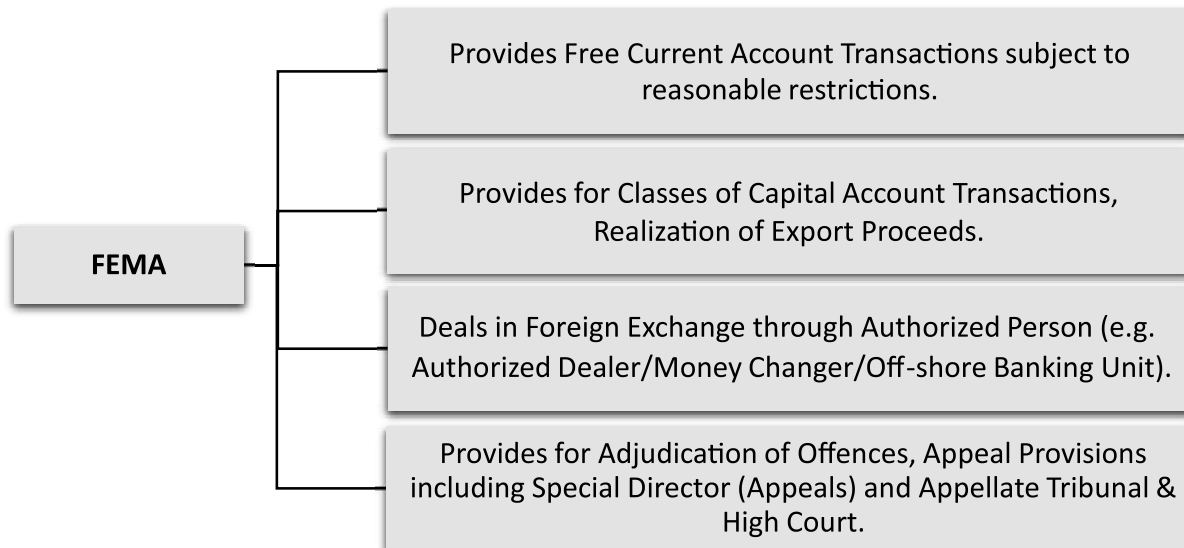 Provides Free Current Account Transactions subject to
reasonable restrictions.
Provides for Classes of Capital Account Transactions,
Realization of Export Proceeds.
FEMA
Deals in Foreign Exchange through Authorized Person (e.g.
Authorized Dealer/Money Changer/Off-shore Banking Unit).
Provides for Adjudication of Offences, Appeal Provisions
including Special Director (Appeals) and Appellate Tribunal &
High Court.